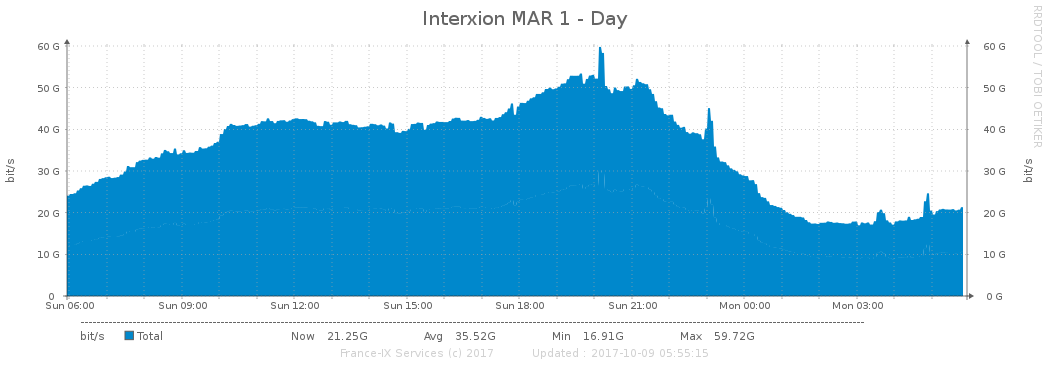 Interxion MAR 1 - Day
RRDTOOL / TOBI OETIKER
60 G 60 G
50 G 50 G
40 G 40 G
30 G 30 G
20 G 20 G
10 G 10 G
0 0 G
bit/s bit/s
Sun 06:00 Sun 09:00 Sun 12:00 Sun 15:00 Sun 18:00 Sun 21:00 Mon 00:00 Mon 03:00
bit/s Total Now 21.25G Avg 35.52G Min 16.91G Max 59.72G
France-IX Services (c) 2017 Updated : 2017-10-09 05:55:15